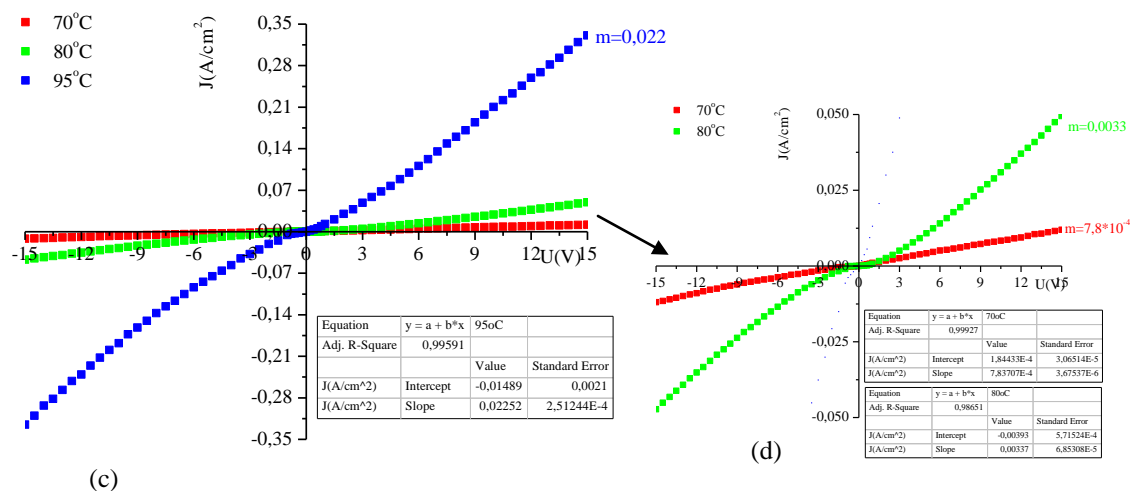 70°C
80°C
95°C
J(A/cm²)
0,35
0,28
0,21
0,14
0,07
0,00
-0,07
-0,14
-0,21
-0,28
-0,35
-15 -12 -9 -6 -3 0 3 6 9 12 15
U(V)
m=0,022
Equation y = a + b*x 95oC
Adj. R-Square 0,99591
Value Standard Error
J(A/cm^2) Intercept -0,01489 0,0021
J(A/cm^2) Slope 0,02252 2,51244E-4
(c)
70°C
80°C
J(A/cm²)
0,050
0,025
0,000
-0,025
-0,050
-15 -12 -9 -6 -3 0 3 6 9 12 15
U(V)
m=0,0033
m=7,8*10⁻⁴
Equation y = a + b*x 70oC
Adj. R-Square 0,99927
Value Standard Error
J(A/cm^2) Intercept 1,84433E-4 3,06514E-5
J(A/cm^2) Slope 7,83707E-4 3,67537E-6
Equation y = a + b*x 80oC
Adj. R-Square 0,98651
Value Standard Error
J(A/cm^2) Intercept -0,00393 5,71524E-4
J(A/cm^2) Slope 0,00337 6,85308E-5
(d)